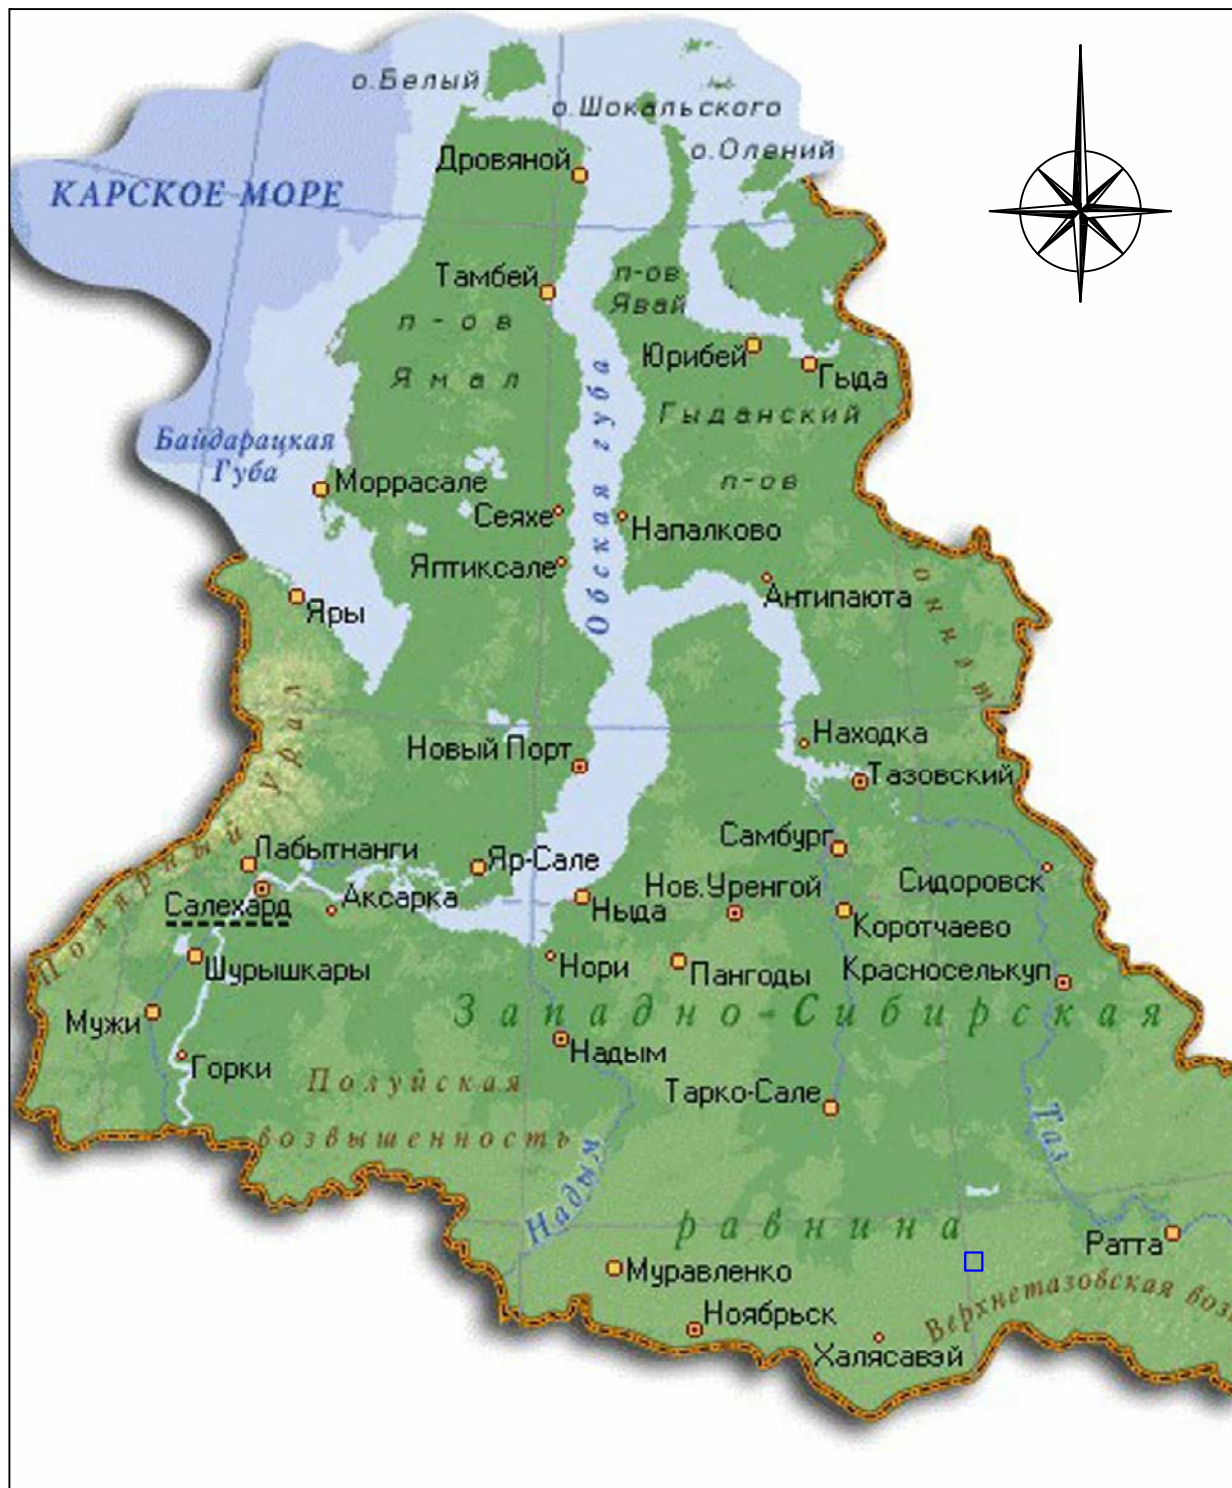 о.Белый
о.Шокальского
о.Олений
Дровяной
КАРСКОЕ МОРЕ
Тамбей
п-ов
Явай
п-ов
Ямал
Юрибей
Гыда
Гыданский
п-ов
Обская губа
Байдарацкая
Губа
Моррасале
Сеяхе
Напалково
Яптиксале
Антипаюта
Яры
Полярный Урал
Находка
Новый Порт
Тазовский
Самбург
Лабытнанги
Яр-Сале
Сидоровск
Салехард
Аксарка
Ныда
Нов.Уренгой
Коротчаево
Шурышкары
Нори
Пангоды
Красноселькуп
Западно-Сибирская
Мужи
Надым
Горки
Полуйская
возвышенность
Тарко-Сале
Таз
Надым
равнина
Ратта
Муравленко
Верхнетазовская воз
Ноябрьск
Халясавэй